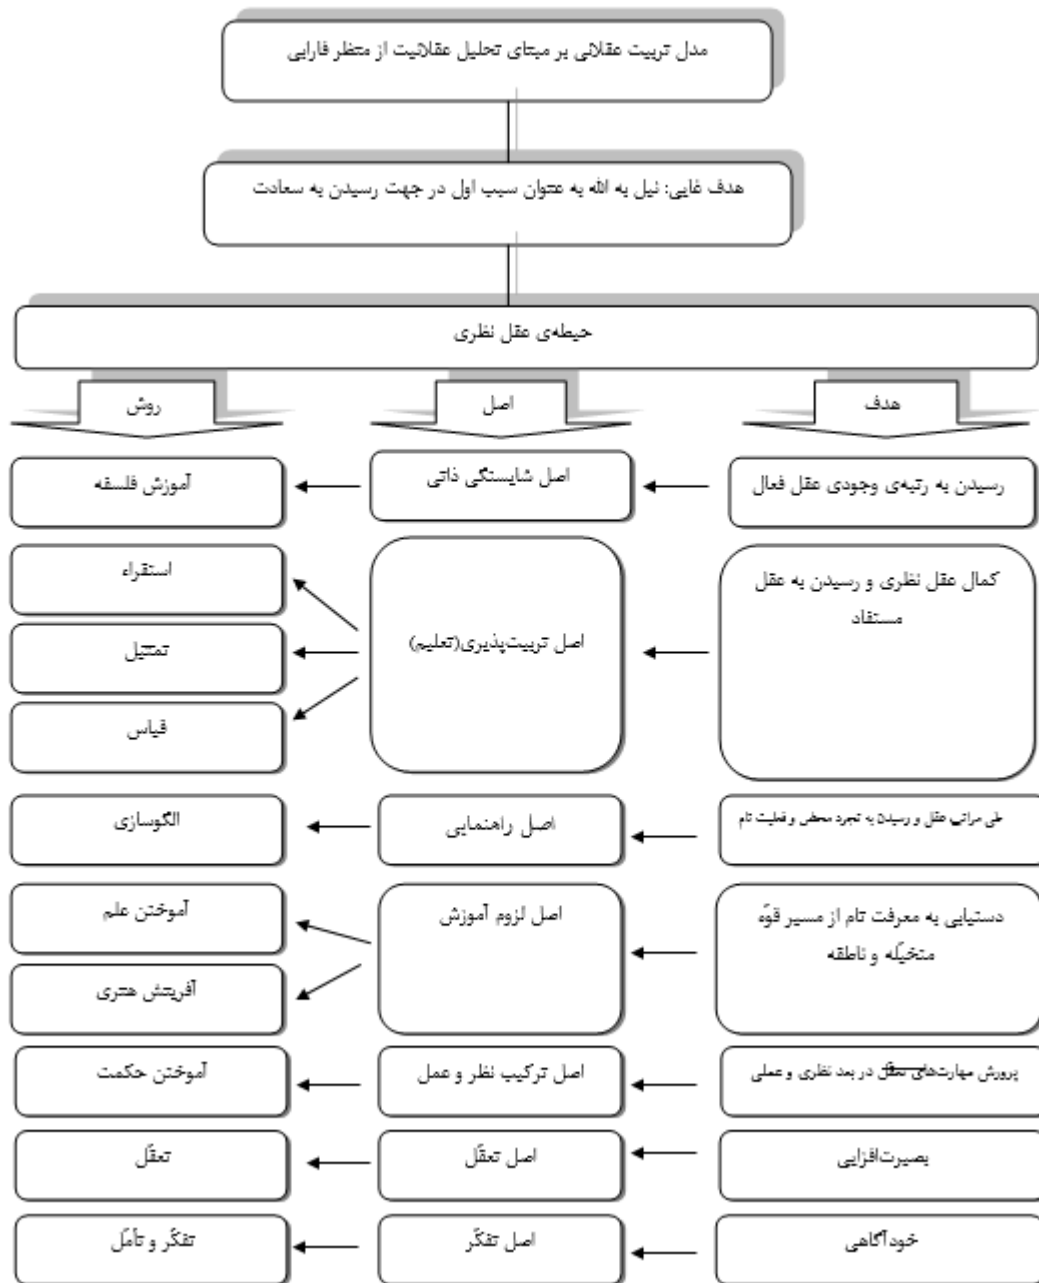 مدل تربیت عقلانی بر مبنای تحلیل عقلانیت از منظر فارابی
هدف غایی: نیل به الله به عنوان سبب اول در جهت رسیدن به سعادت
حیطه‌ی عقل نظری
هدف
اصل
روش
رسیدن به رتبه‌ی وجودی عقل فعال
اصل شایستگی ذاتی
آموزش فلسفه
کمال عقل نظری و رسیدن به عقل
مستفاد
اصل تربیت‌پذیری(تعلیم)
استقراء
تمثیل
قیاس
طی مراتب عقل و رسیدن به تجرد محض و فعلیت تام
اصل راهنمایی
الگوسازی
دستیابی به معرفت تام از مسیر قوّه
متخیّله و ناطقه
اصل لزوم آموزش
آموختن علم
آفرینش هنری
پرورش مهارت‌های تعقل در بعد نظری و عملی
اصل ترکیب نظر و عمل
آموختن حکمت
بصیرت‌افزایی
اصل تعقّل
تعقّل
خودآگاهی
اصل تفکّر
تفکّر و تأمّل